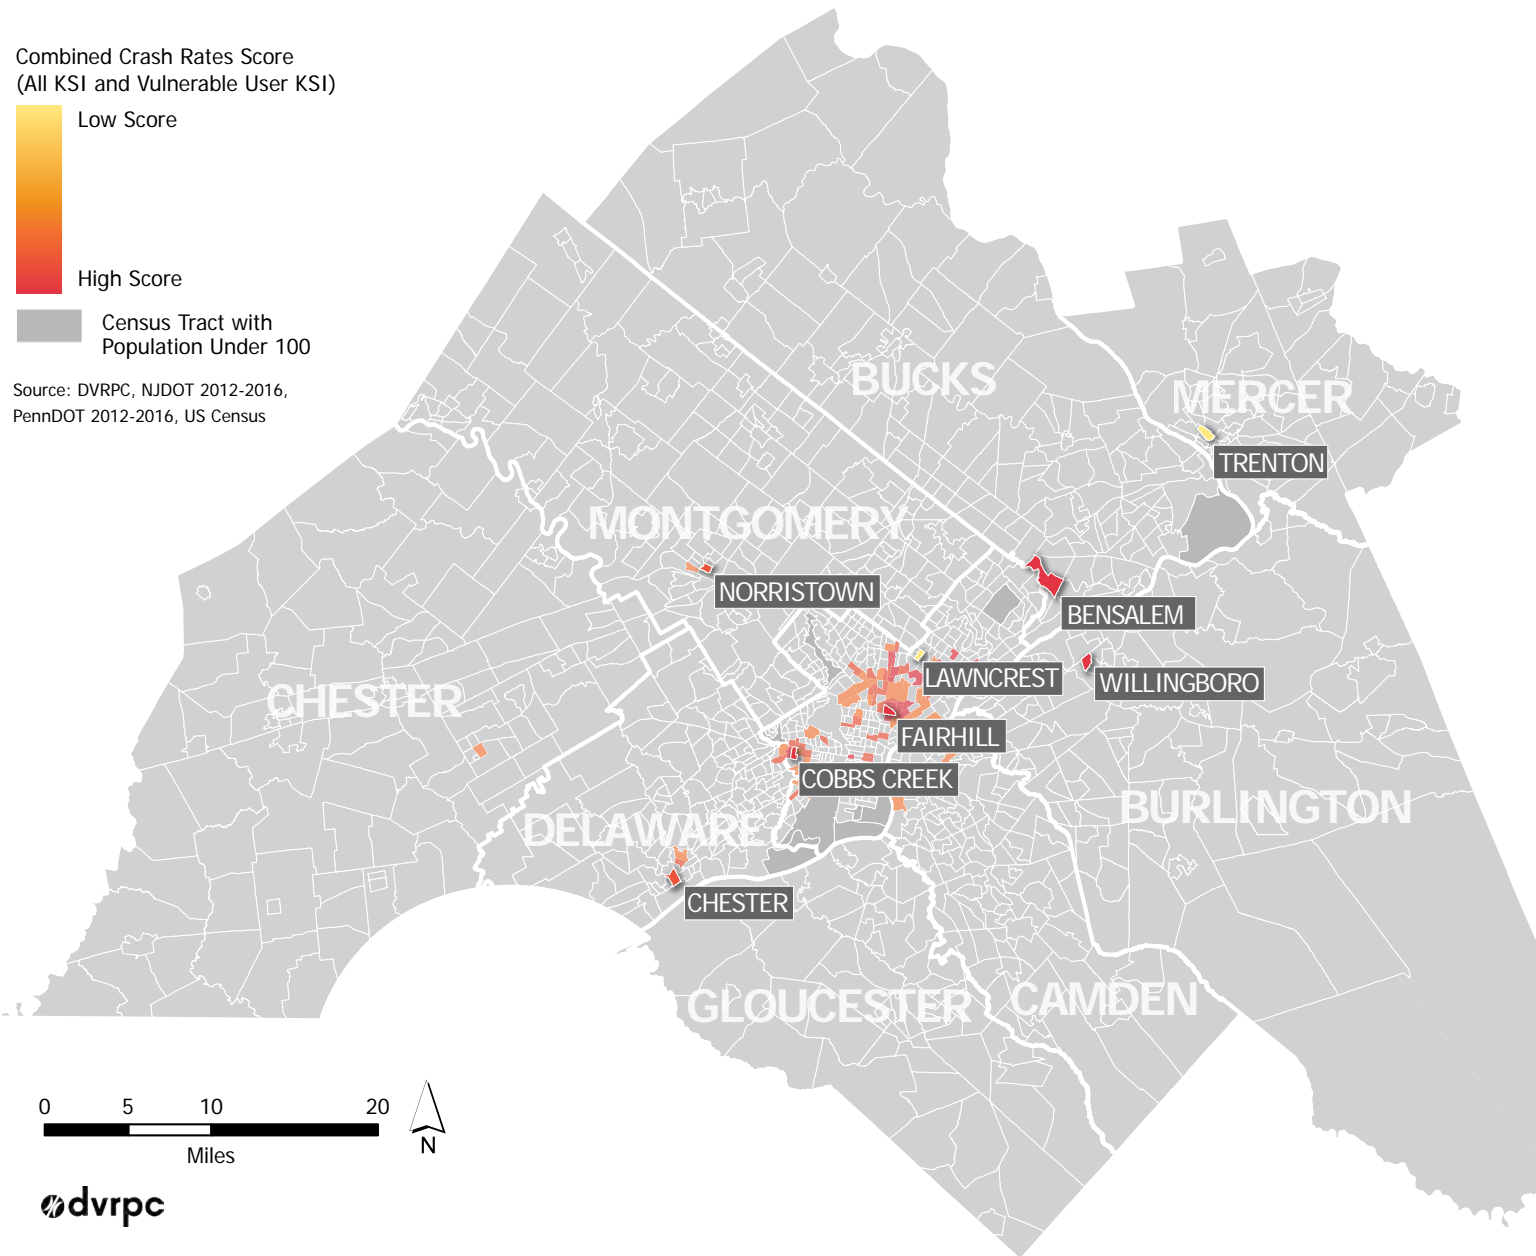 Combined Crash Rates Score
(All KSI and Vulnerable User KSI)
Low Score
High Score
Census Tract with
Population Under 100
Source: DVRPC, NJDOT 2012-2016,
PennDOT 2012-2016, US Census
BUCKS
MERCER
TRENTON
MONTGOMERY
NORRISTOWN
BENSALEM
LAWNCREST
WILLINGBORO
CHESTER
FAIRHILL
COBBS CREEK
BURLINGTON
DELAWARE
CHESTER
GLOUCESTER
CAMDEN
0 5 10 20
Miles
N
dvrpc